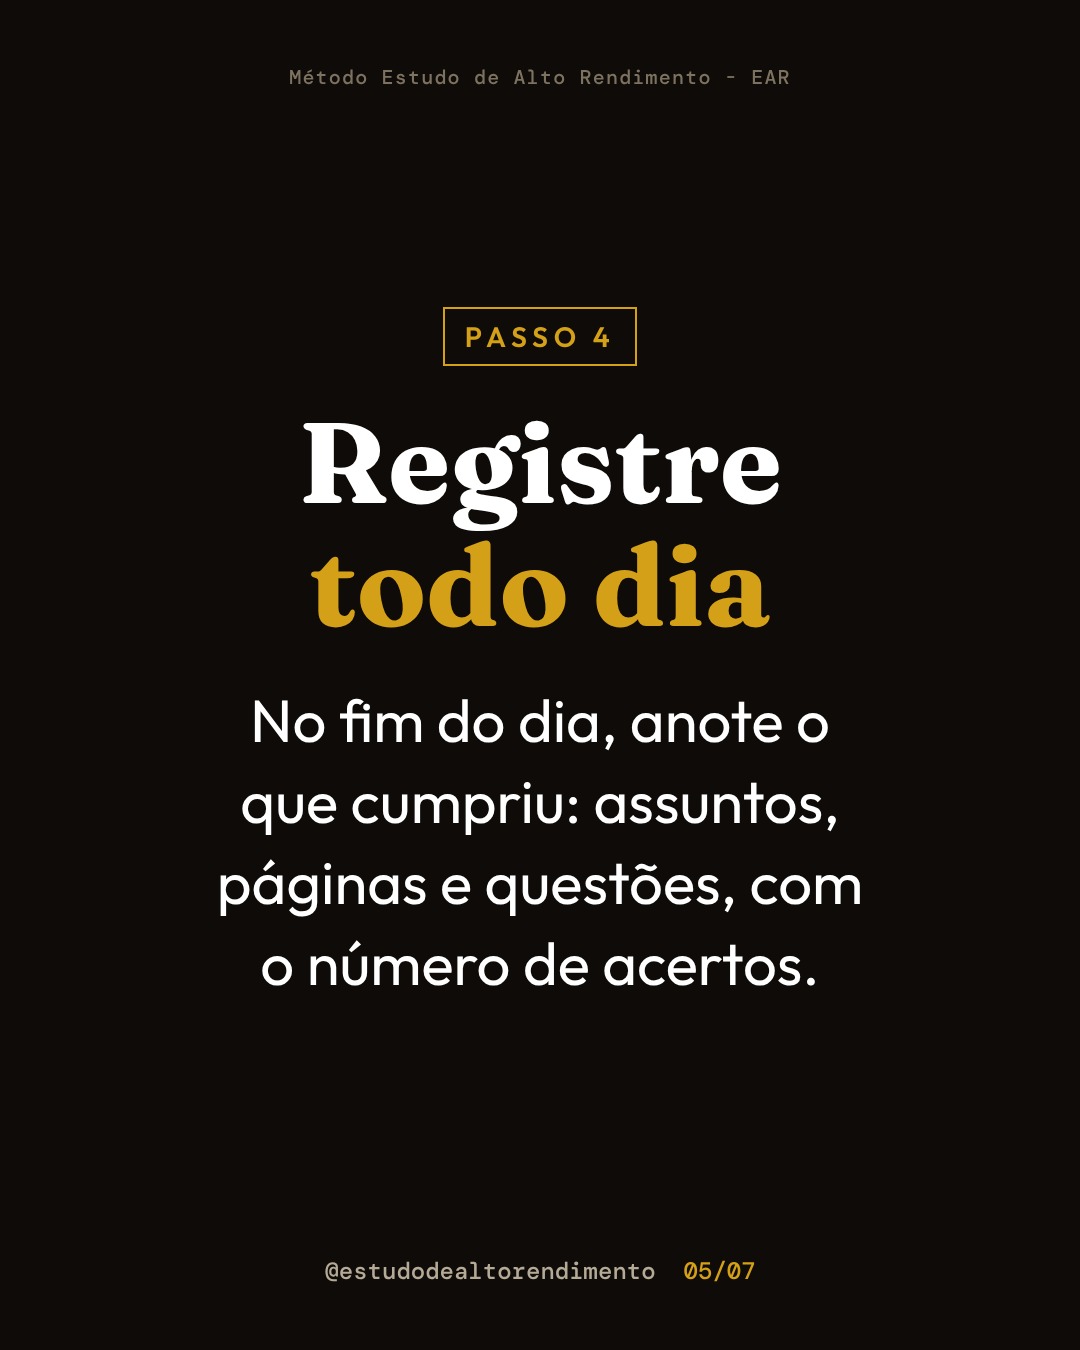 Método Estudo de Alto Rendimento - EAR
PASSO 4
Registre
todo dia
No fim do dia, anote o
que cumpriu: assuntos,
páginas e questões, com
o número de acertos.
@estudodealtorendimento 05/07